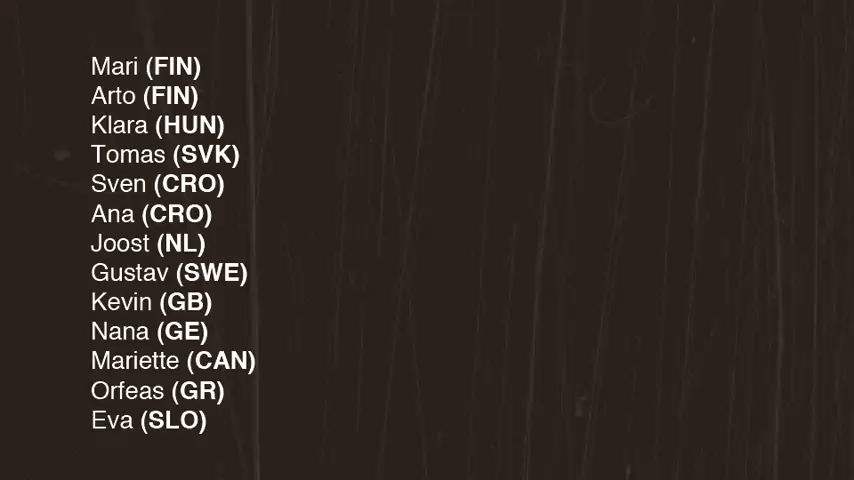 Mari (FIN)
Arto (FIN)
Klara (HUN)
Tomas (SVK)
Sven (CRO)
Ana (CRO)
Joost (NL)
Gustav (SWE)
Kevin (GB)
Nana (GE)
Mariette (CAN)
Orfeas (GR)
Eva (SLO)